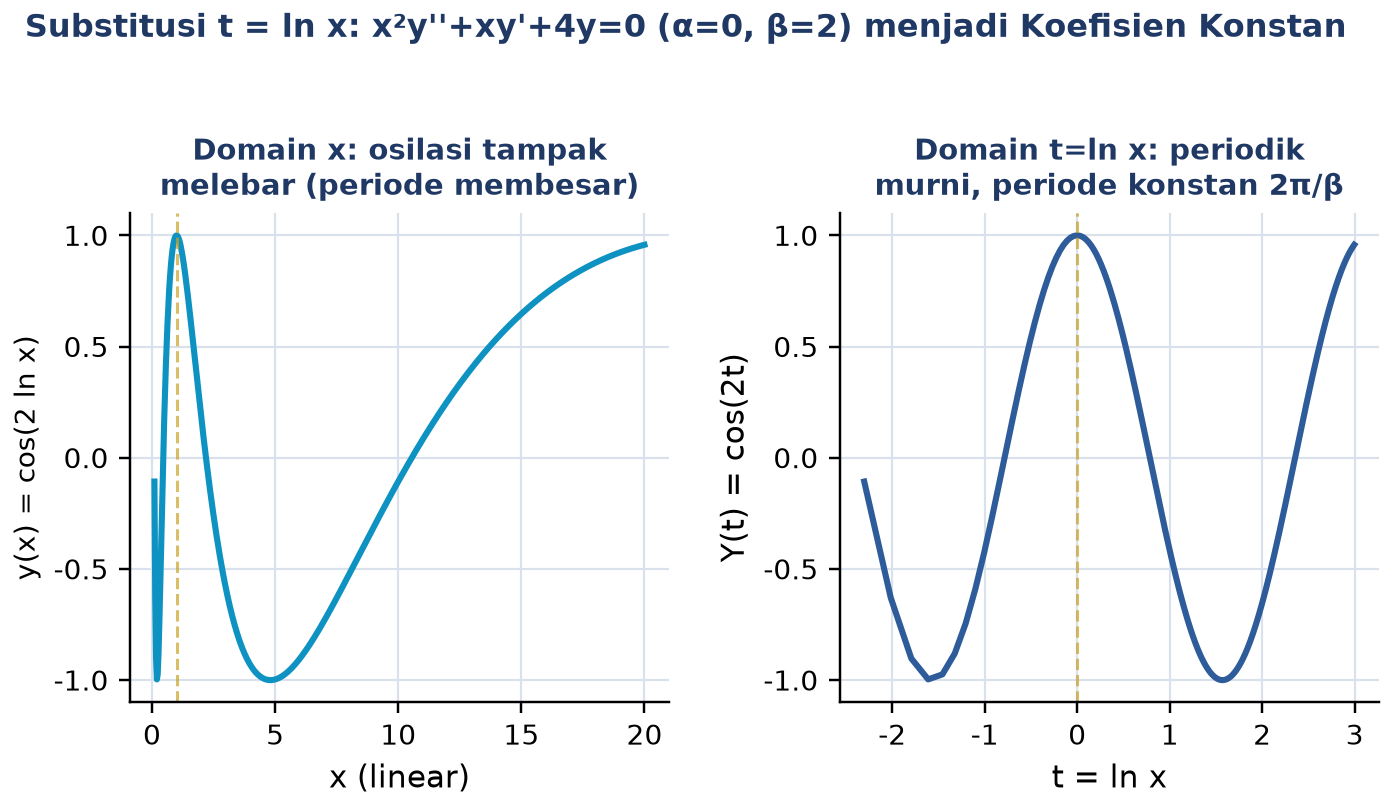 Substitusi t = ln x: x²y''+xy'+4y=0 (α=0, β=2) menjadi Koefisien Konstan
Domain x: osilasi tampak
melebar (periode membesar)
y(x) = cos(2 ln x)
1.0
0.5
0.0
-0.5
-1.0
0
5
10
15
20
x (linear)
Domain t=ln x: periodik
murni, periode konstan 2π/β
Y(t) = cos(2t)
1.0
0.5
0.0
-0.5
-1.0
-2
-1
0
1
2
3
t = ln x